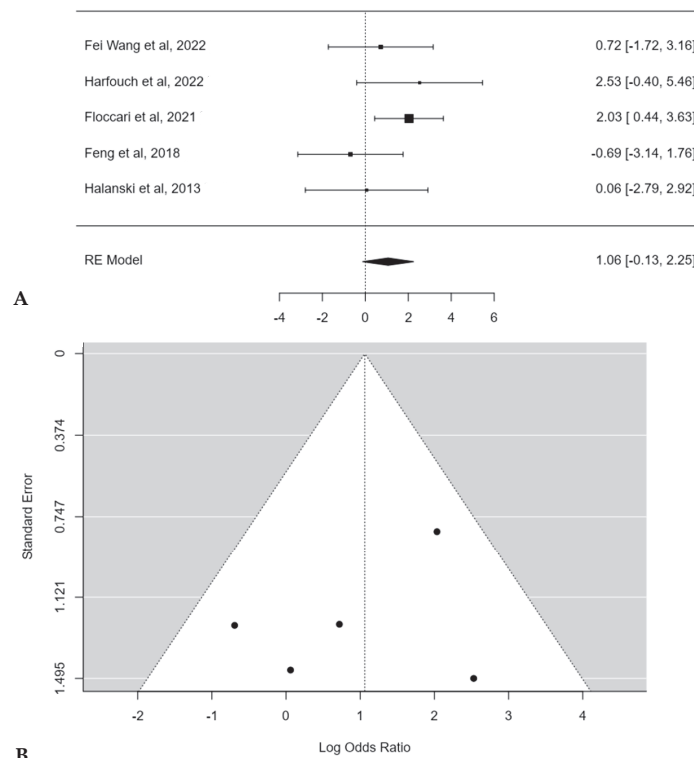 Fei Wang et al, 2022 0.72 [-1.72, 3.16]
Harfouch et al, 2022 2.53 [-0.40, 5.46]
Floccari et al, 2021 2.03 [ 0.44, 3.63]
Feng et al, 2018 -0.69 [-3.14, 1.76]
Halanski et al, 2013 0.06 [-2.79, 2.92]
RE Model 1.06 [-0.13, 2.25]
A
-4 -2 0 2 4 6
0
0.374
0.747
1.121
1.495
Standard Error
-2 -1 0 1 2 3 4
Log Odds Ratio
B